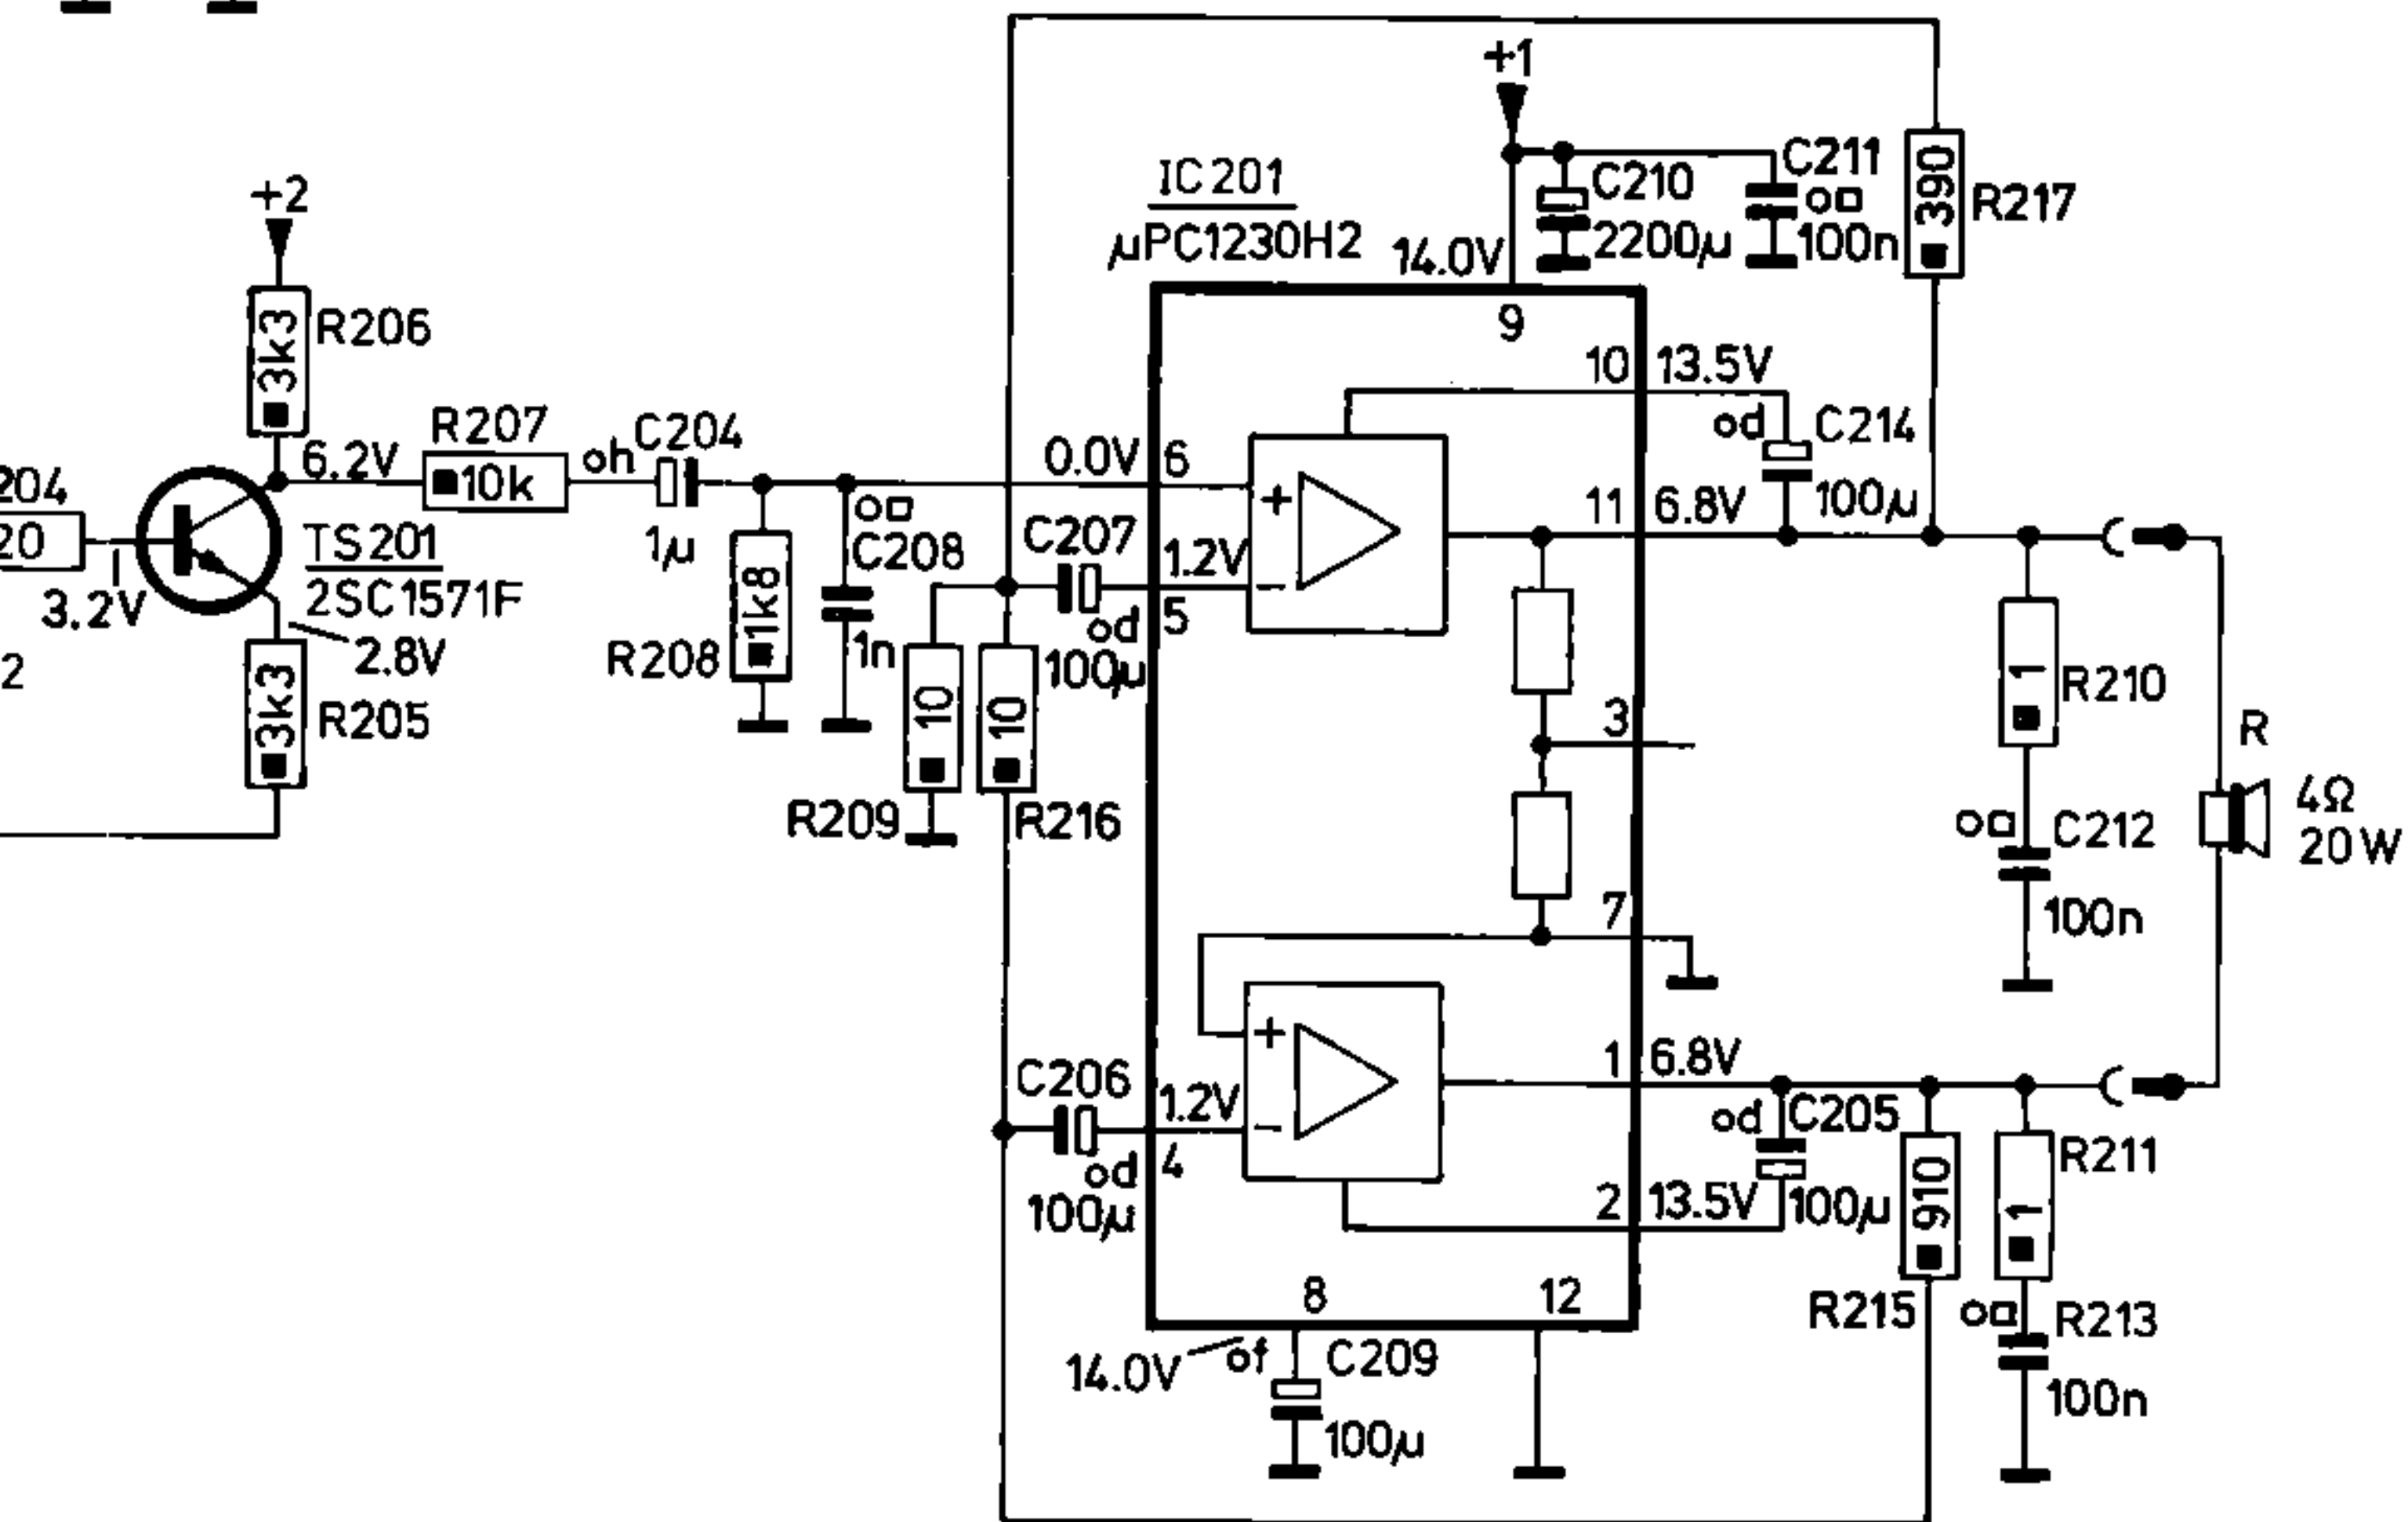 +2
3k3
R206
6.2V
R207
10k
oh
C204
1µ
204
20
3.2V
TS201
2SC1571F
2.8V
3k3
R205
2
R208
1k8
C208
1n
R209
10
10
R216
C207
od
100µ
0.0V
6
1.2V
5
IC201
µPC1230H2
14.0V
+1
9
C210
2200µ
C211
100n
390
R217
10
13.5V
od
C214
100µ
11
6.8V
+
−
3
7
1
R210
C212
100n
R
4Ω
20W
+
−
C206
1.2V
od
4
100µ
1
6.8V
od
C205
2
13.5V
100µ
910
R215
R211
1
R213
100n
8
12
14.0V
of
C209
100µ